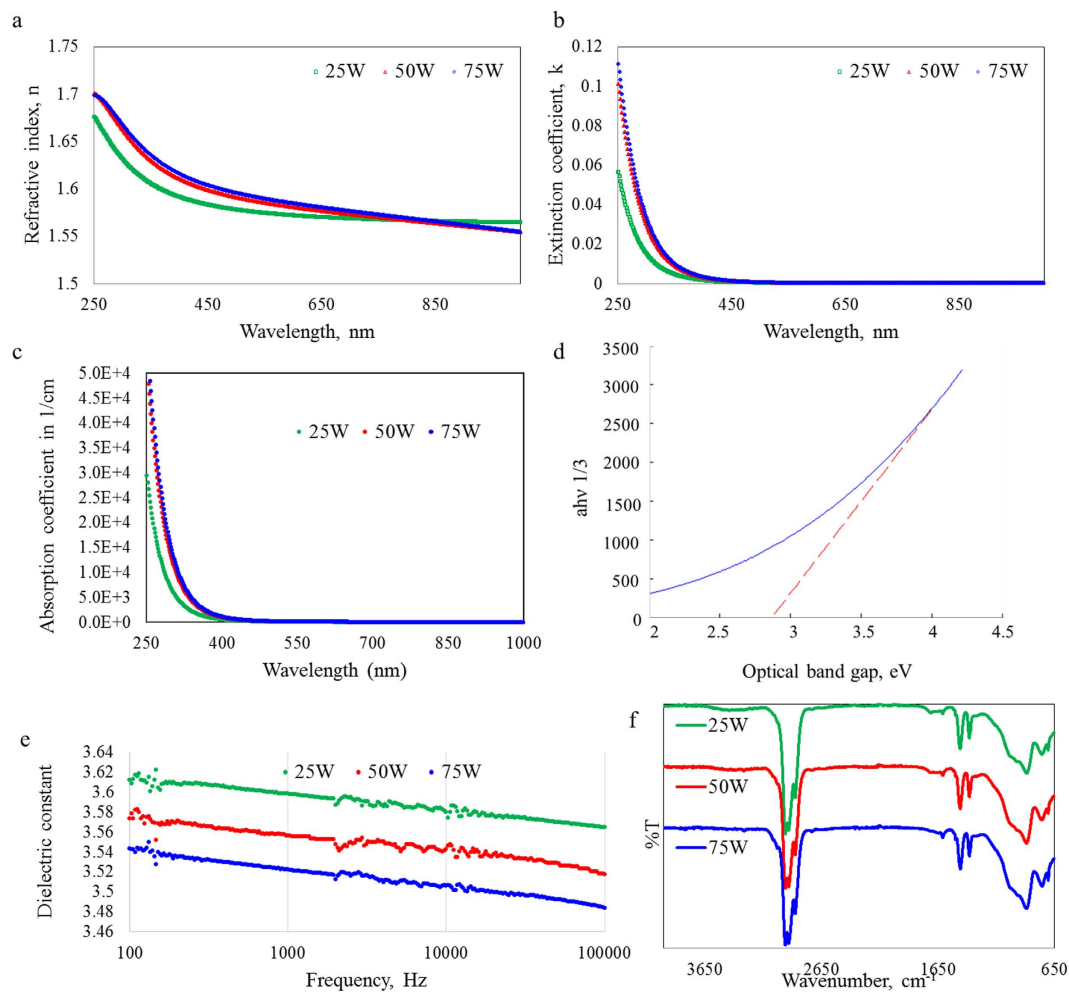 a
1.75
1.7
1.65
1.6
1.55
1.5
Refractive index, n
25W 50W 75W
250 450 650 850
Wavelength, nm
b
0.12
0.1
0.08
0.06
0.04
0.02
0
Extinction coefficient, k
25W 50W 75W
250 450 650 850
Wavelength, nm
c
5.0E+4
4.5E+4
4.0E+4
3.5E+4
3.0E+4
2.5E+4
2.0E+4
1.5E+4
1.0E+4
5.0E+3
0.0E+0
Absorption coefficient in 1/cm
25W 50W 75W
250 400 550 700 850 1000
Wavelength (nm)
d
3500
3000
2500
2000
1500
1000
500
0
ahv 1/3
2 2.5 3 3.5 4 4.5
Optical band gap, eV
e
3.64
3.62
3.6
3.58
3.56
3.54
3.52
3.5
3.48
3.46
Dielectric constant
25W 50W 75W
100 1000 10000 100000
Frequency, Hz
f
25W
50W
75W
%T
3650 2650 1650 650
Wavenumber, cm-1